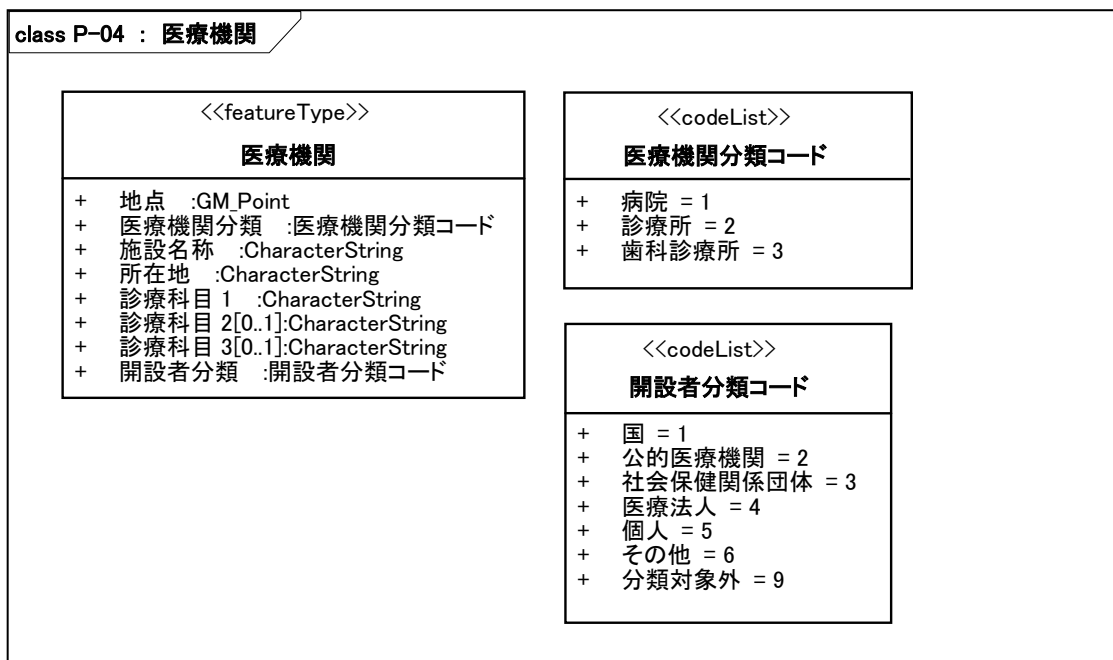 class P-04 : 医療機関
<<featureType>>
医療機関
+ 地点 :GM_Point
+ 医療機関分類 :医療機関分類コード
+ 施設名称 :CharacterString
+ 所在地 :CharacterString
+ 診療科目 1 :CharacterString
+ 診療科目 2[0..1]:CharacterString
+ 診療科目 3[0..1]:CharacterString
+ 開設者分類 :開設者分類コード
<<codeList>>
医療機関分類コード
+ 病院 = 1
+ 診療所 = 2
+ 歯科診療所 = 3
<<codeList>>
開設者分類コード
+ 国 = 1
+ 公的医療機関 = 2
+ 社会保健関係団体 = 3
+ 医療法人 = 4
+ 個人 = 5
+ その他 = 6
+ 分類対象外 = 9